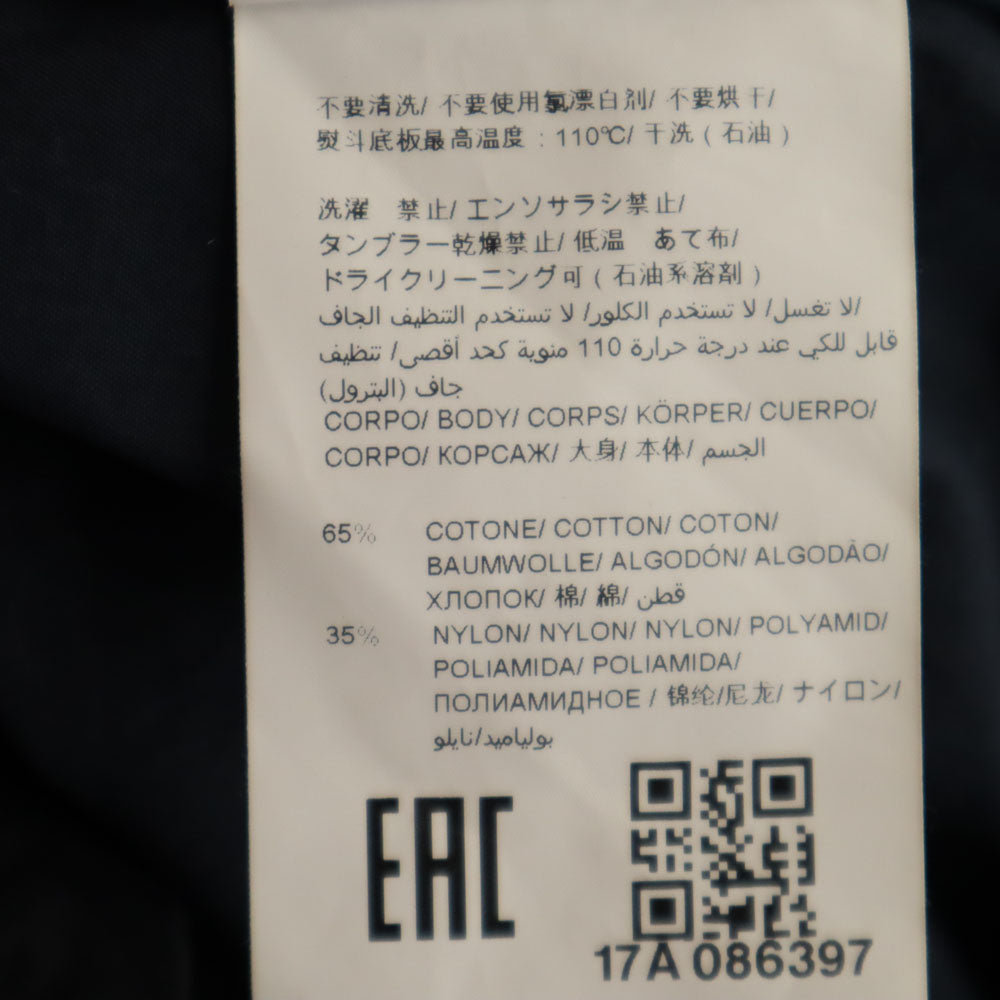 不要清洗/ 不要使用氯漂白剂/ 不要烘干/
熨斗底板最高温度 : 110℃/ 干洗 ( 石油 )
洗濯 禁止/ エンソサラシ禁止/
タンブラー乾燥禁止/ 低温 あて布/
ドライクリーニング可 ( 石油系溶剤 )
لا تغسل/ لا تستخدم الكلور/ لا تستخدم التنظيف الجاف/
قابل للكي عند درجة حرارة 110 منوية كحد أقصى/ تنظيف
جاف (البترول)
CORPO/ BODY/ CORPS/ KÖRPER/ CUERPO/
CORPO/ КОРСАЖ/ 大身/ 本体/ الجسم
65% COTONE/ COTTON/ COTON/
BAUMWOLLE/ ALGODÓN/ ALGODÃO/
ХЛОПОК/ 棉/ 綿/ قطن
35% NYLON/ NYLON/ NYLON/ POLYAMID/
POLIAMIDA/ POLIAMIDA/
ПОЛИАМИДНОЕ / 锦纶/尼龙/ ナイロン/
بولياميد/نايلو
EAC
17A 086397